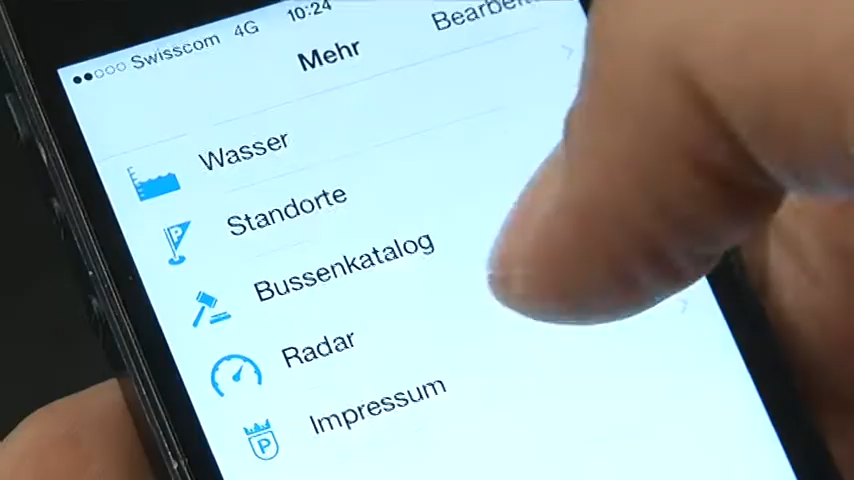 Swisscom 4G 10:24
Mehr
Wasser
P Standorte
Bussenkatalog
Radar
P Impressum